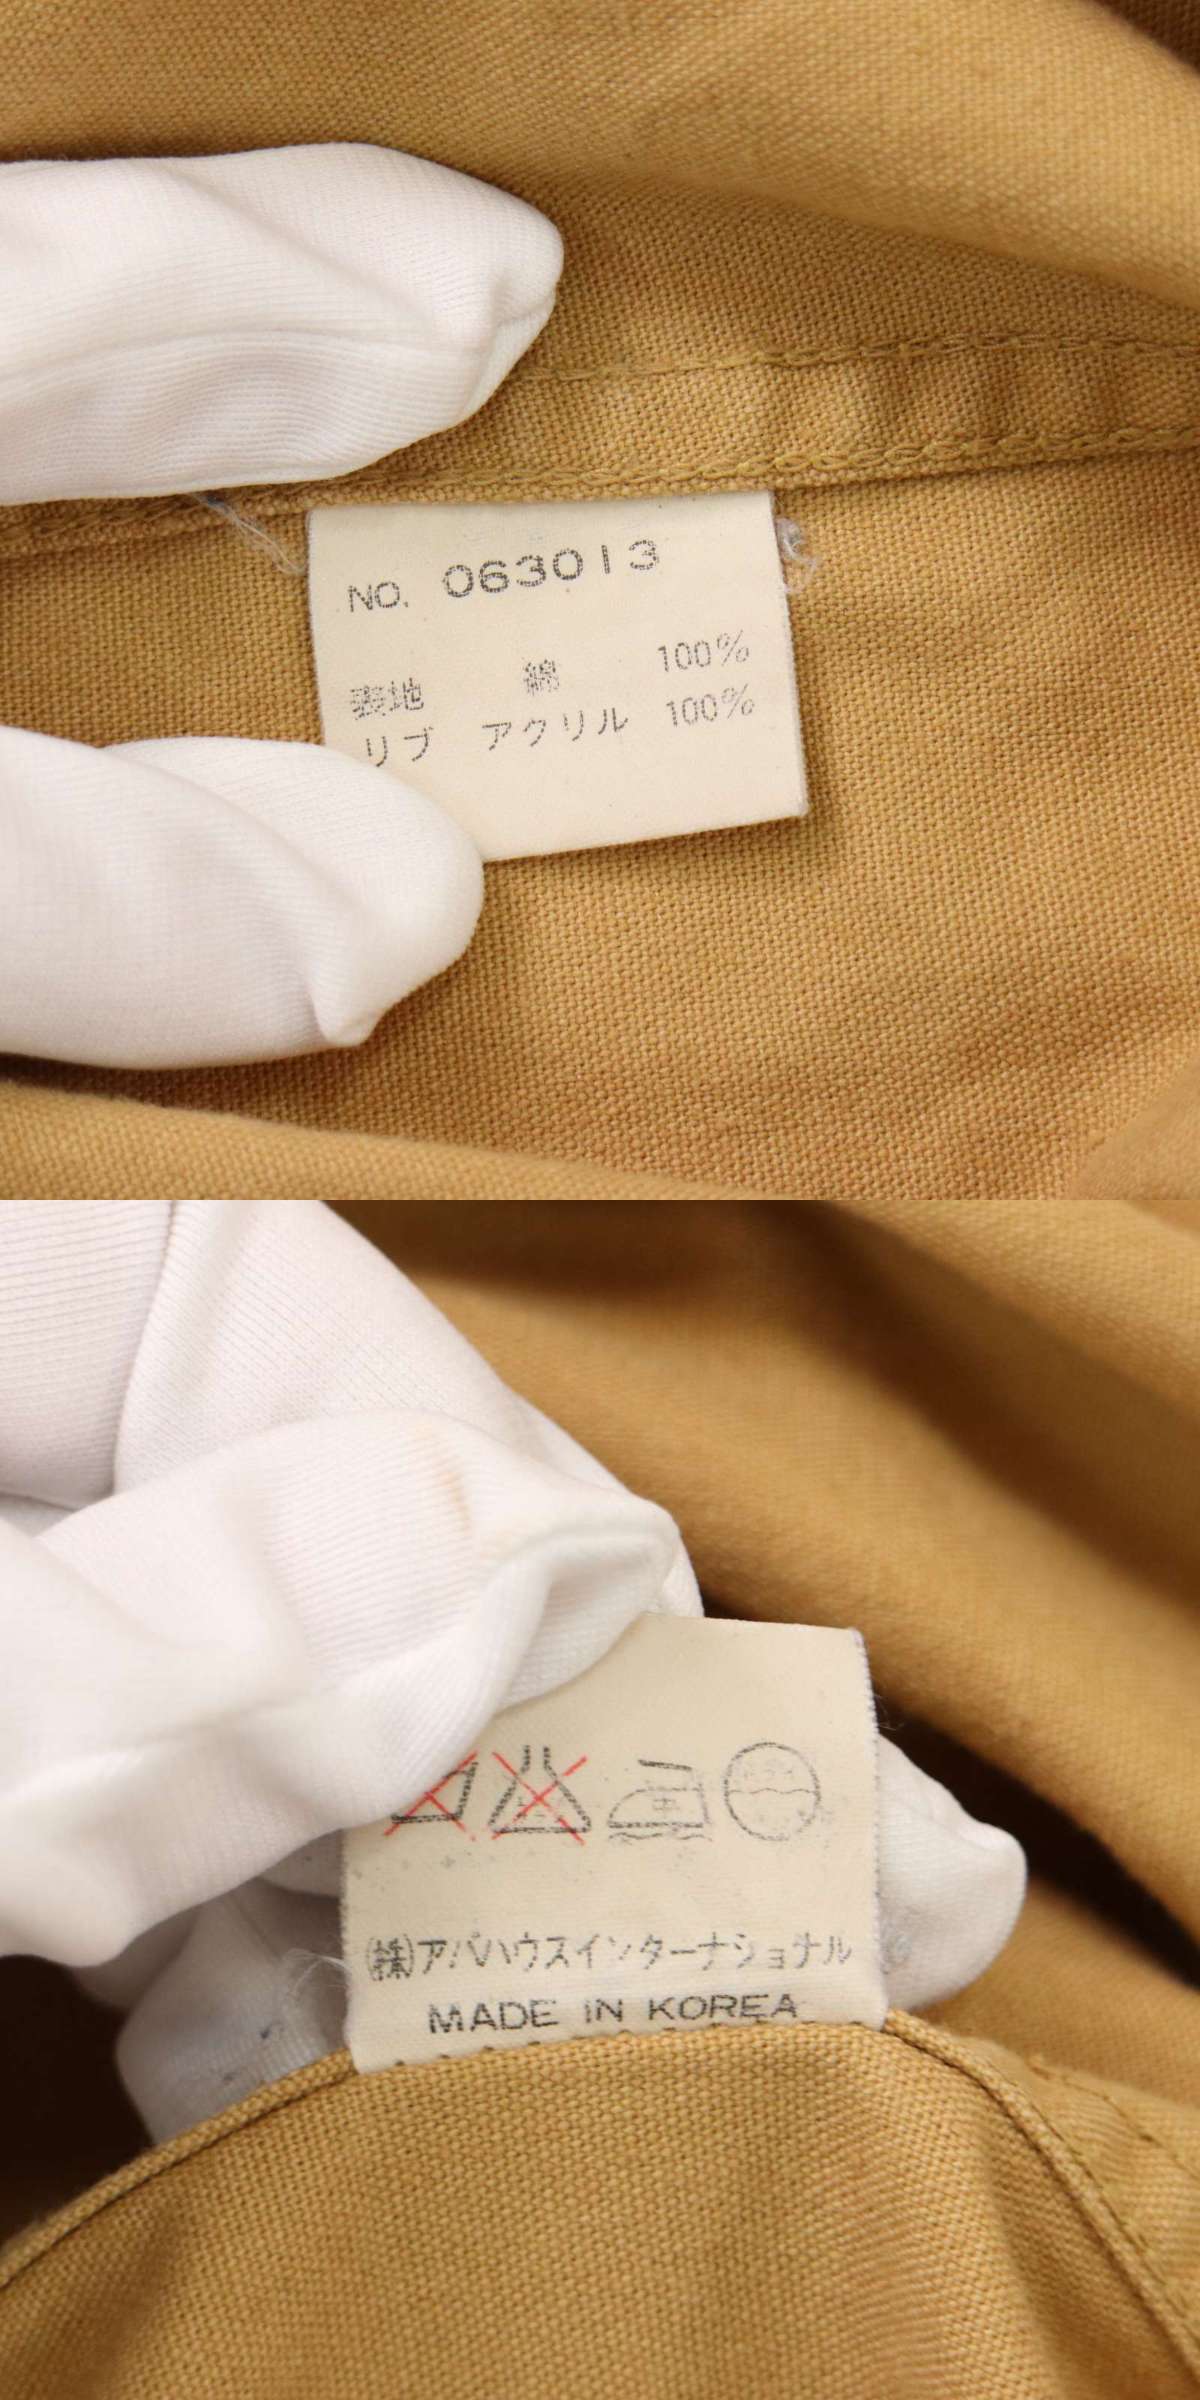 NO. 063013
表地 綿 100%
リブ アクリル 100%
(株)アバハウスインターナショナル
MADE IN KOREA